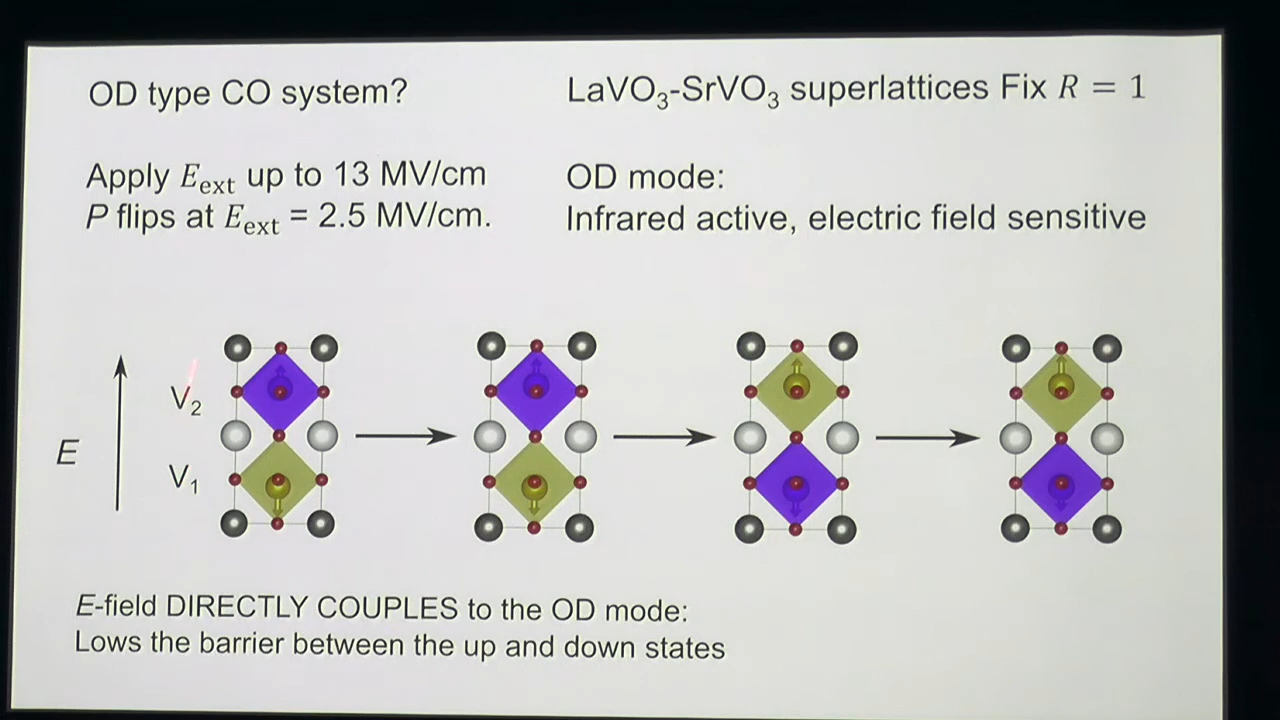 OD type CO system?
LaVO₃-SrVO₃ superlattices Fix R = 1
Apply E_ext up to 13 MV/cm
P flips at E_ext = 2.5 MV/cm.
OD mode:
Infrared active, electric field sensitive
V₂
E
V₁
E-field DIRECTLY COUPLES to the OD mode:
Lows the barrier between the up and down states